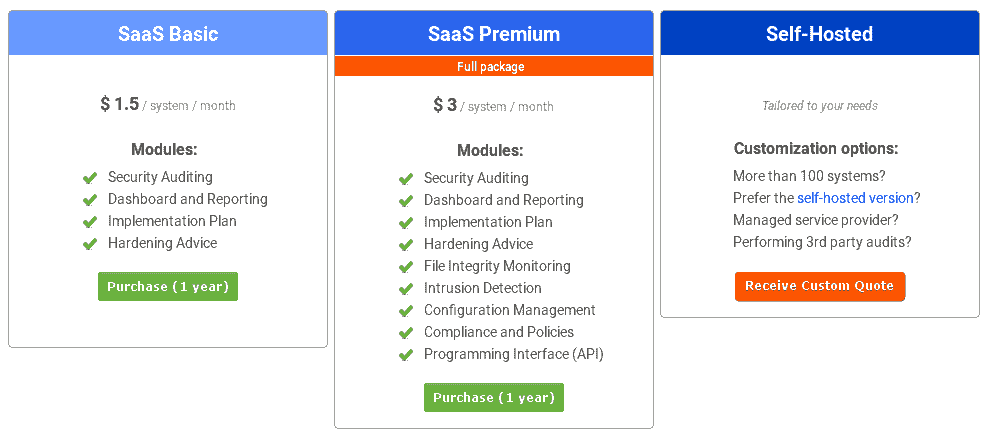 SaaS Basic
$ 1.5 / system / month
Modules:
Security Auditing
Dashboard and Reporting
Implementation Plan
Hardening Advice
Purchase (1 year)
SaaS Premium
Full package
$ 3 / system / month
Modules:
Security Auditing
Dashboard and Reporting
Implementation Plan
Hardening Advice
File Integrity Monitoring
Intrusion Detection
Configuration Management
Compliance and Policies
Programming Interface (API)
Purchase (1 year)
Self-Hosted
Tailored to your needs
Customization options:
More than 100 systems?
Prefer the self-hosted version?
Managed service provider?
Performing 3rd party audits?
Receive Custom Quote